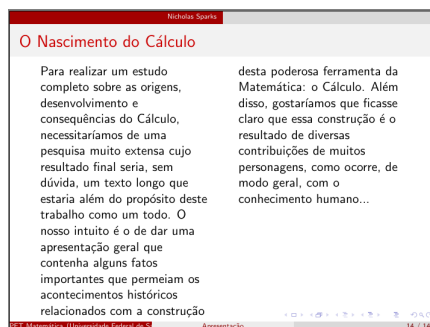 Nicholas Sparks
O Nascimento do Cálculo
Para realizar um estudo
completo sobre as origens,
desenvolvimento e
consequências do Cálculo,
necessitaríamos de uma
pesquisa muito extensa cujo
resultado final seria, sem
dúvida, um texto longo que
estaria além do propósito deste
trabalho como um todo. O
nosso intuito é o de dar uma
apresentação geral que
contenha alguns fatos
importantes que permeiam os
acontecimentos históricos
relacionados com a construção
desta poderosa ferramenta da
Matemática: o Cálculo. Além
disso, gostaríamos que ficasse
claro que essa construção é o
resultado de diversas
contribuições de muitos
personagens, como ocorre, de
modo geral, com o
conhecimento humano...
PET Matemática (Universidade Federal de S
Apresentação
14 / 14